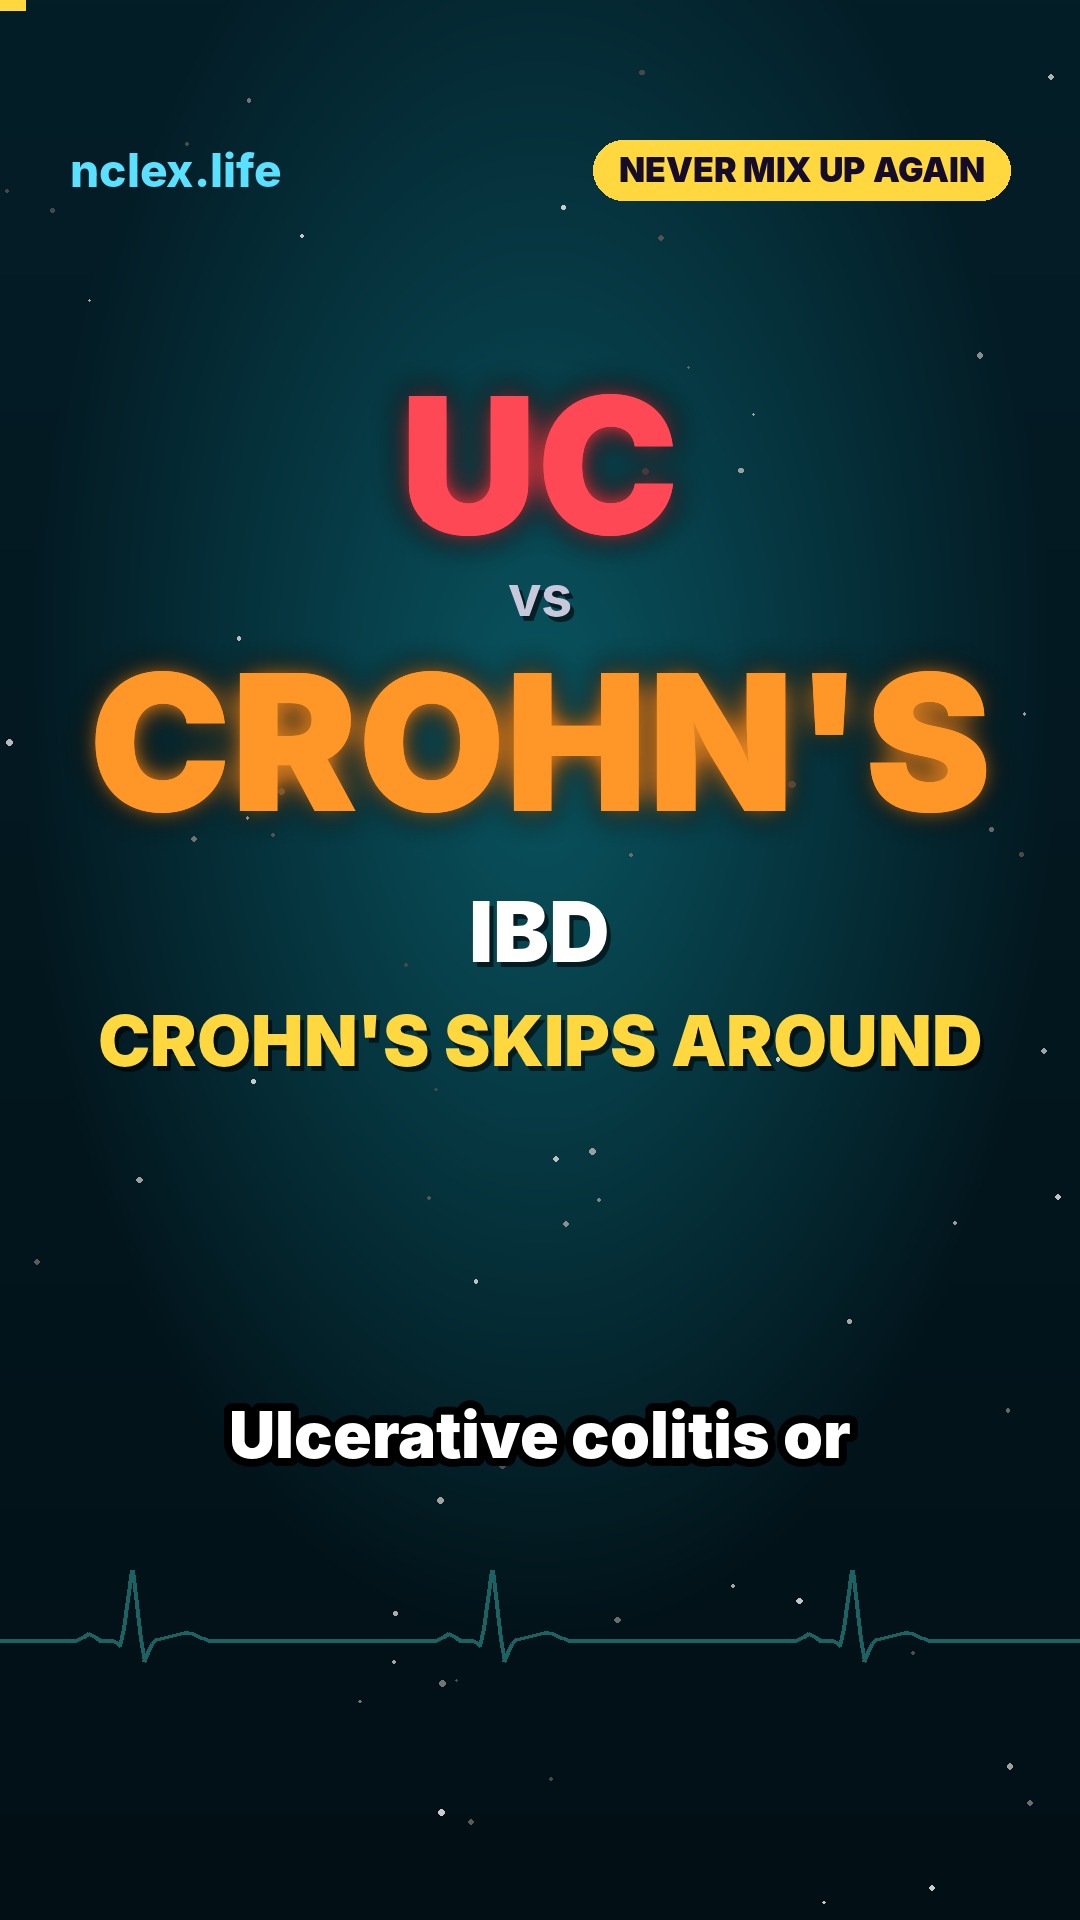 nclex.life
NEVER MIX UP AGAIN
UC
vs
CROHN'S
IBD
CROHN'S SKIPS AROUND
Ulcerative colitis or